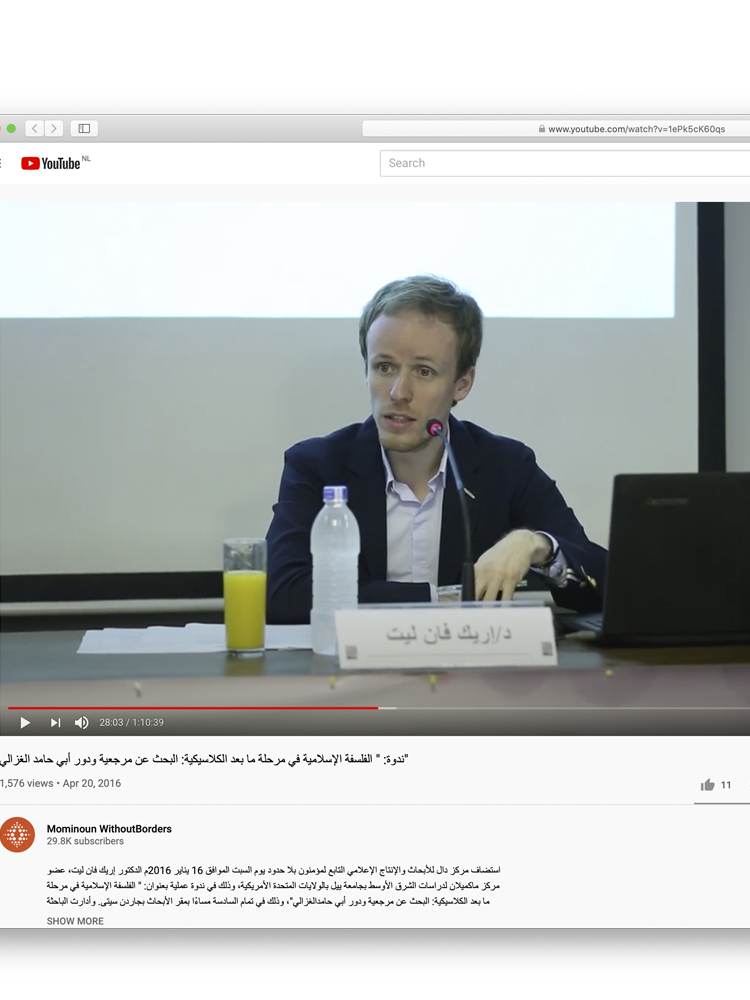 www.youtube.com/watch?v=1ePk5cK60qs
YouTube NL
Search
د/اريك فان ليت
28:03 / 1:10:39
ندوة: " الفلسفة الإسلامية في مرحلة ما بعد الكلاسيكية: البحث عن مرجعية ودور أبي حامد الغزالي"
1,576 views • Apr 20, 2016
11
Mominoun WithoutBorders
29.8K subscribers
استضاف مركز دال للأبحاث والإنتاج الإعلامي التابع لمؤمنون بلا حدود يوم السبت الموافق 16 يناير 2016م الدكتور إريك فان ليت، عضو
مركز ماكميلان لدراسات الشرق الأوسط بجامعة ييل بالولايات المتحدة الأمريكية، وذلك في ندوة عملية بعنوان: " الفلسفة الإسلامية في مرحلة
ما بعد الكلاسيكية: البحث عن مرجعية ودور أبي حامدالغزالي"، وذلك في تمام السادسة مساءًا بمقر الأبحاث بجاردن سيتى. وأدارت الباحثة
SHOW MORE